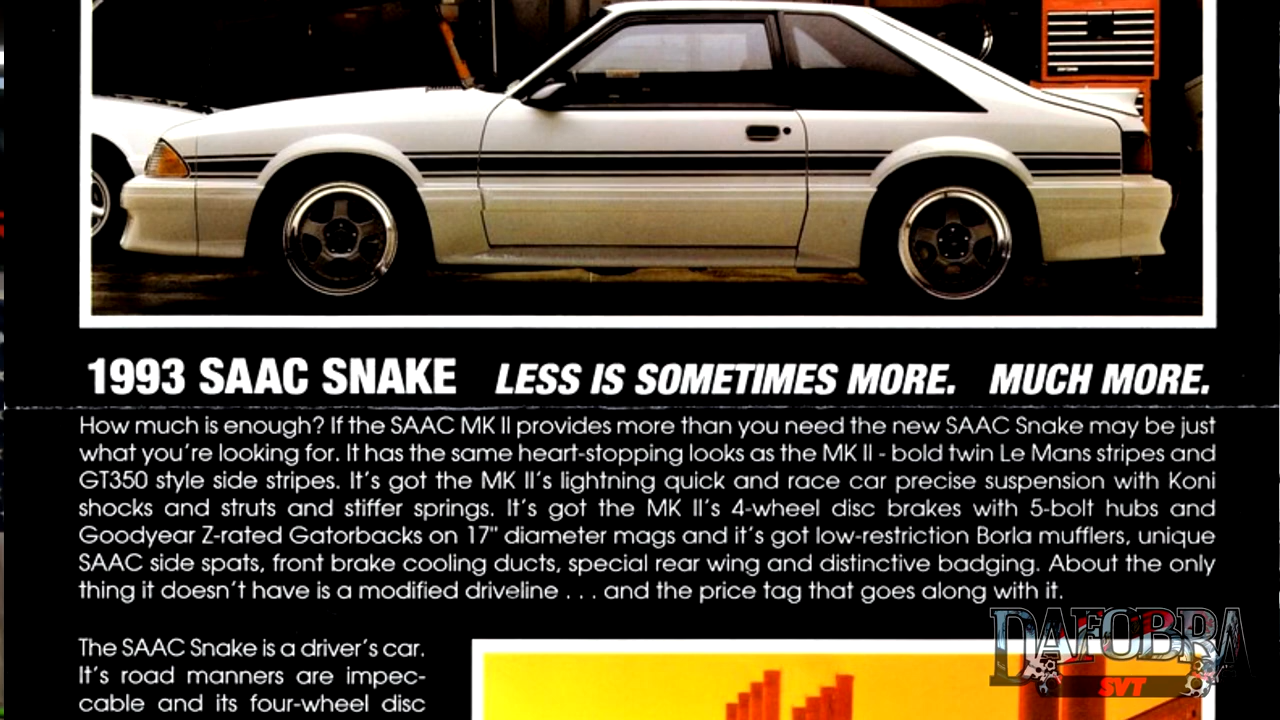 1993 SAAC SNAKE LESS IS SOMETIMES MORE. MUCH MORE.
How much is enough? If the SAAC MK II provides more than you need the new SAAC Snake may be just
what you're looking for. It has the same heart-stopping looks as the MK II - bold twin Le Mans stripes and
GT350 style side stripes. It's got the MK II's lightning quick and race car precise suspension with Koni
shocks and struts and stiffer springs. It's got the MK II's 4-wheel disc brakes with 5-bolt hubs and
Goodyear Z-rated Gatorbacks on 17" diameter mags and it's got low-restriction Borla mufflers, unique
SAAC side spats, front brake cooling ducts, special rear wing and distinctive badging. About the only
thing it doesn't have is a modified driveline . . . and the price tag that goes along with it.
The SAAC Snake is a driver's car.
It's road manners are impec-
cable and its four-wheel disc
DAFOBRA
SVT